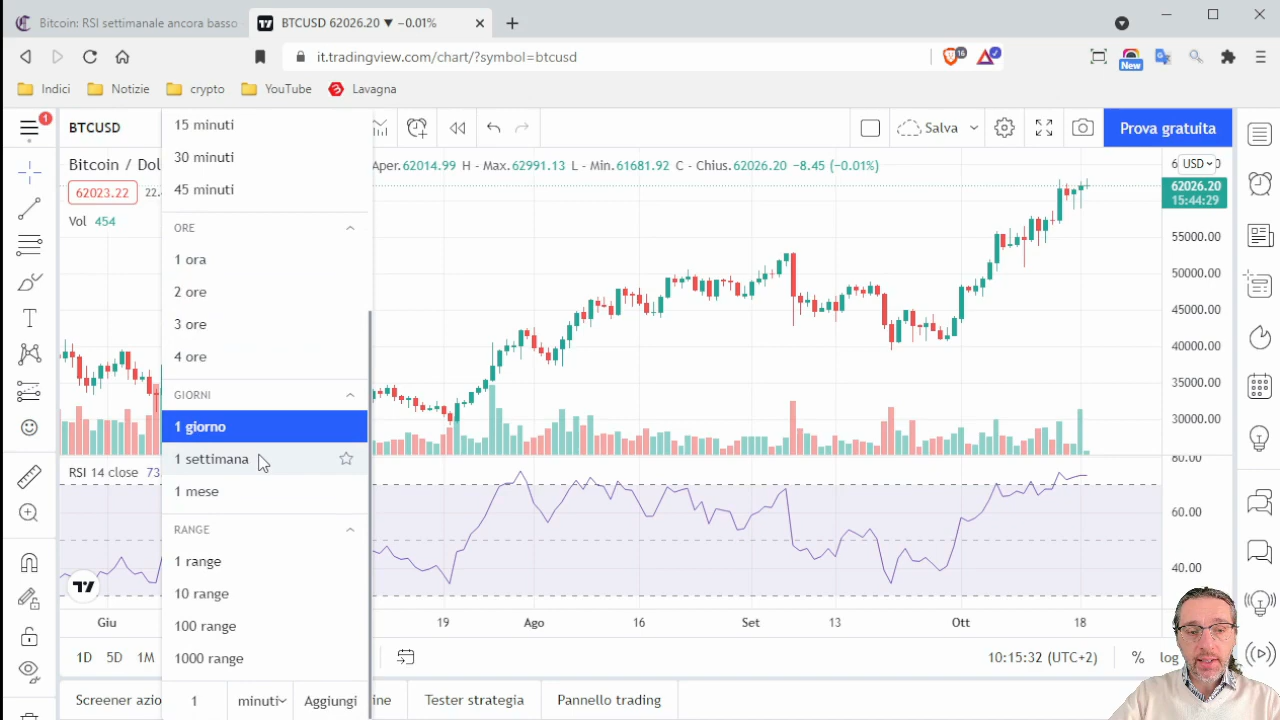 Bitcoin: RSI settimanale ancora basso
BTCUSD 62026.20 ▼ −0.01%
it.tradingview.com/chart/?symbol=btcusd
16
New
Indici
Notizie
crypto
YouTube
Lavagna
1
BTCUSD
Salva
Prova gratuita
Bitcoin / Dol
Aper.62014.99 H - Max.62991.13 L - Min.61681.92 C - Chius.62026.20 −8.45 (−0.01%)
USD
62023.22
22.
Vol 454
62026.20
15:44:29
55000.00
50000.00
45000.00
40000.00
35000.00
30000.00
15 minuti
30 minuti
45 minuti
ORE
1 ora
2 ore
3 ore
4 ore
GIORNI
1 giorno
1 settimana
1 mese
RANGE
1 range
10 range
100 range
1000 range
1
minuti
Aggiungi
RSI 14 close 73.
80.00
60.00
40.00
Giu
19
Ago
16
Set
13
Ott
18
1D
5D
1M
10:15:32 (UTC+2)
%
log
Screener azio
ine
Tester strategia
Pannello trading